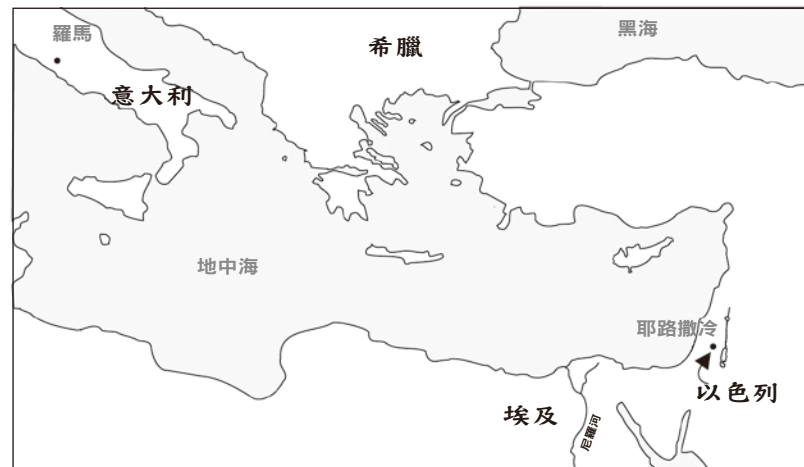 羅馬
黑海
希臘
意大利
地中海
耶路撒冷
以色列
埃及
尼羅河